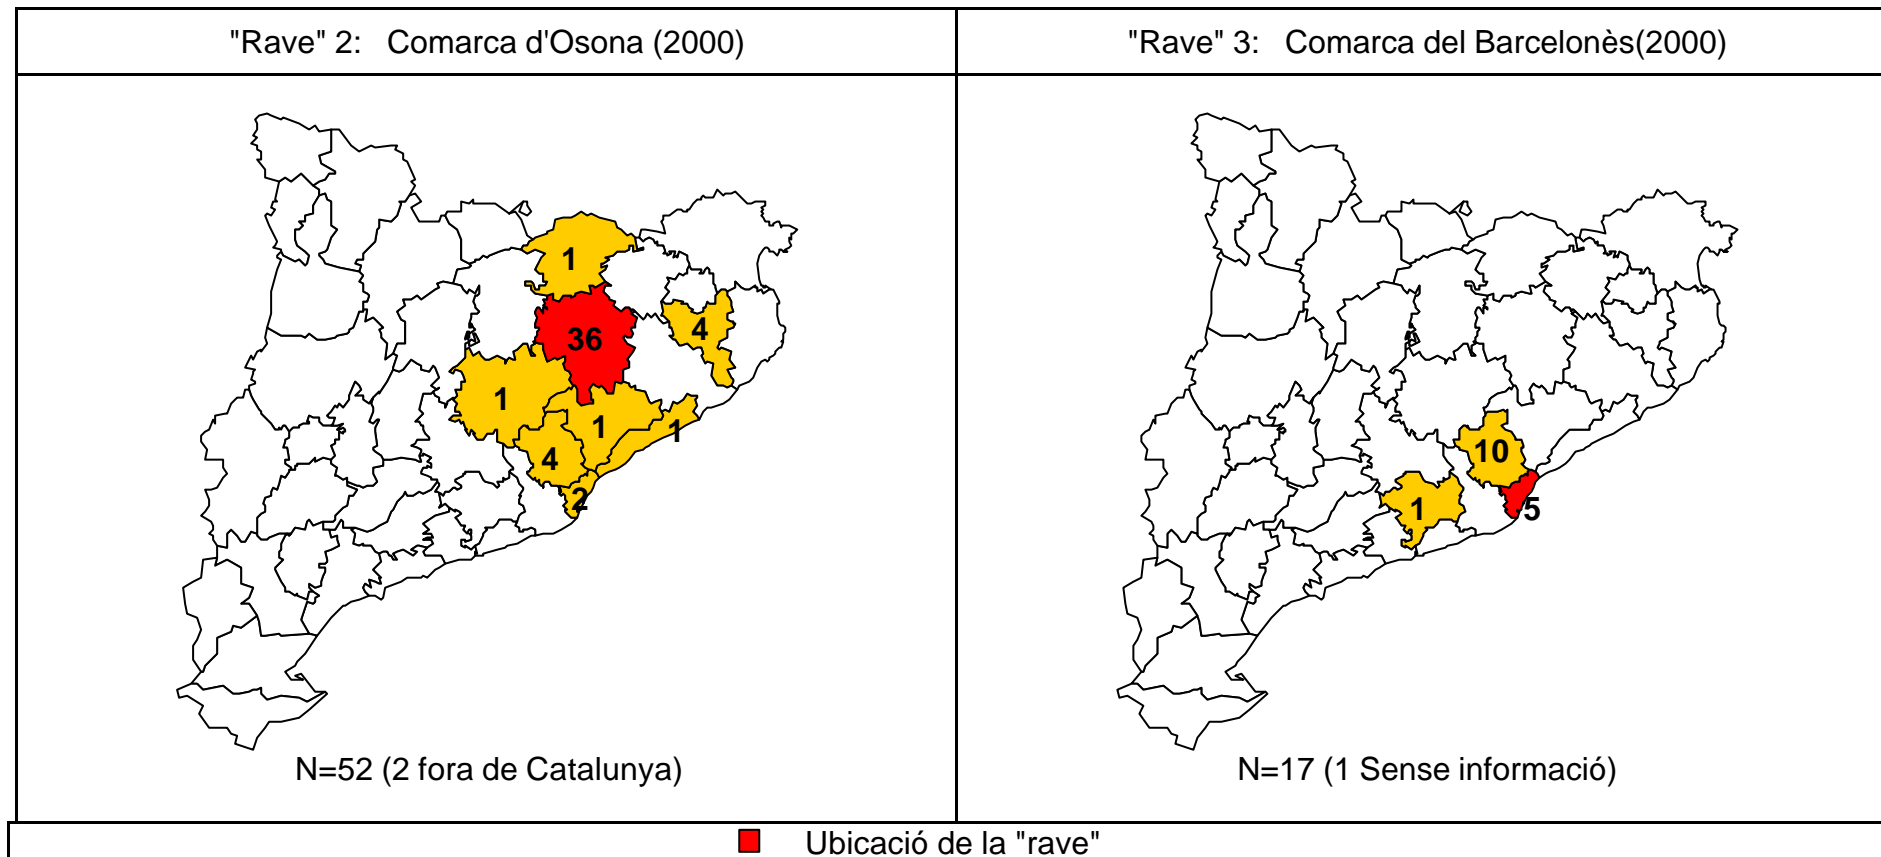 "Rave" 2: Comarca d'Osona (2000)
"Rave" 3: Comarca del Barcelonès(2000)
1
36
4
1
1
1
4
2
N=52 (2 fora de Catalunya)
10
1
5
N=17 (1 Sense informació)
Ubicació de la "rave"